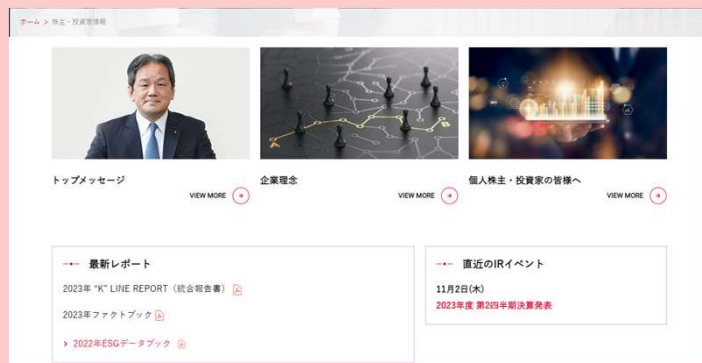 ホーム > 株主・投資家情報
トップメッセージ
VIEW MORE
企業理念
VIEW MORE
個人株主・投資家の皆様へ
VIEW MORE
最新レポート
2023年 “K” LINE REPORT（統合報告書）
2023年ファクトブック
2022年ESGデータブック
直近のIRイベント
11月2日(木)
2023年度 第2四半期決算発表
A
B